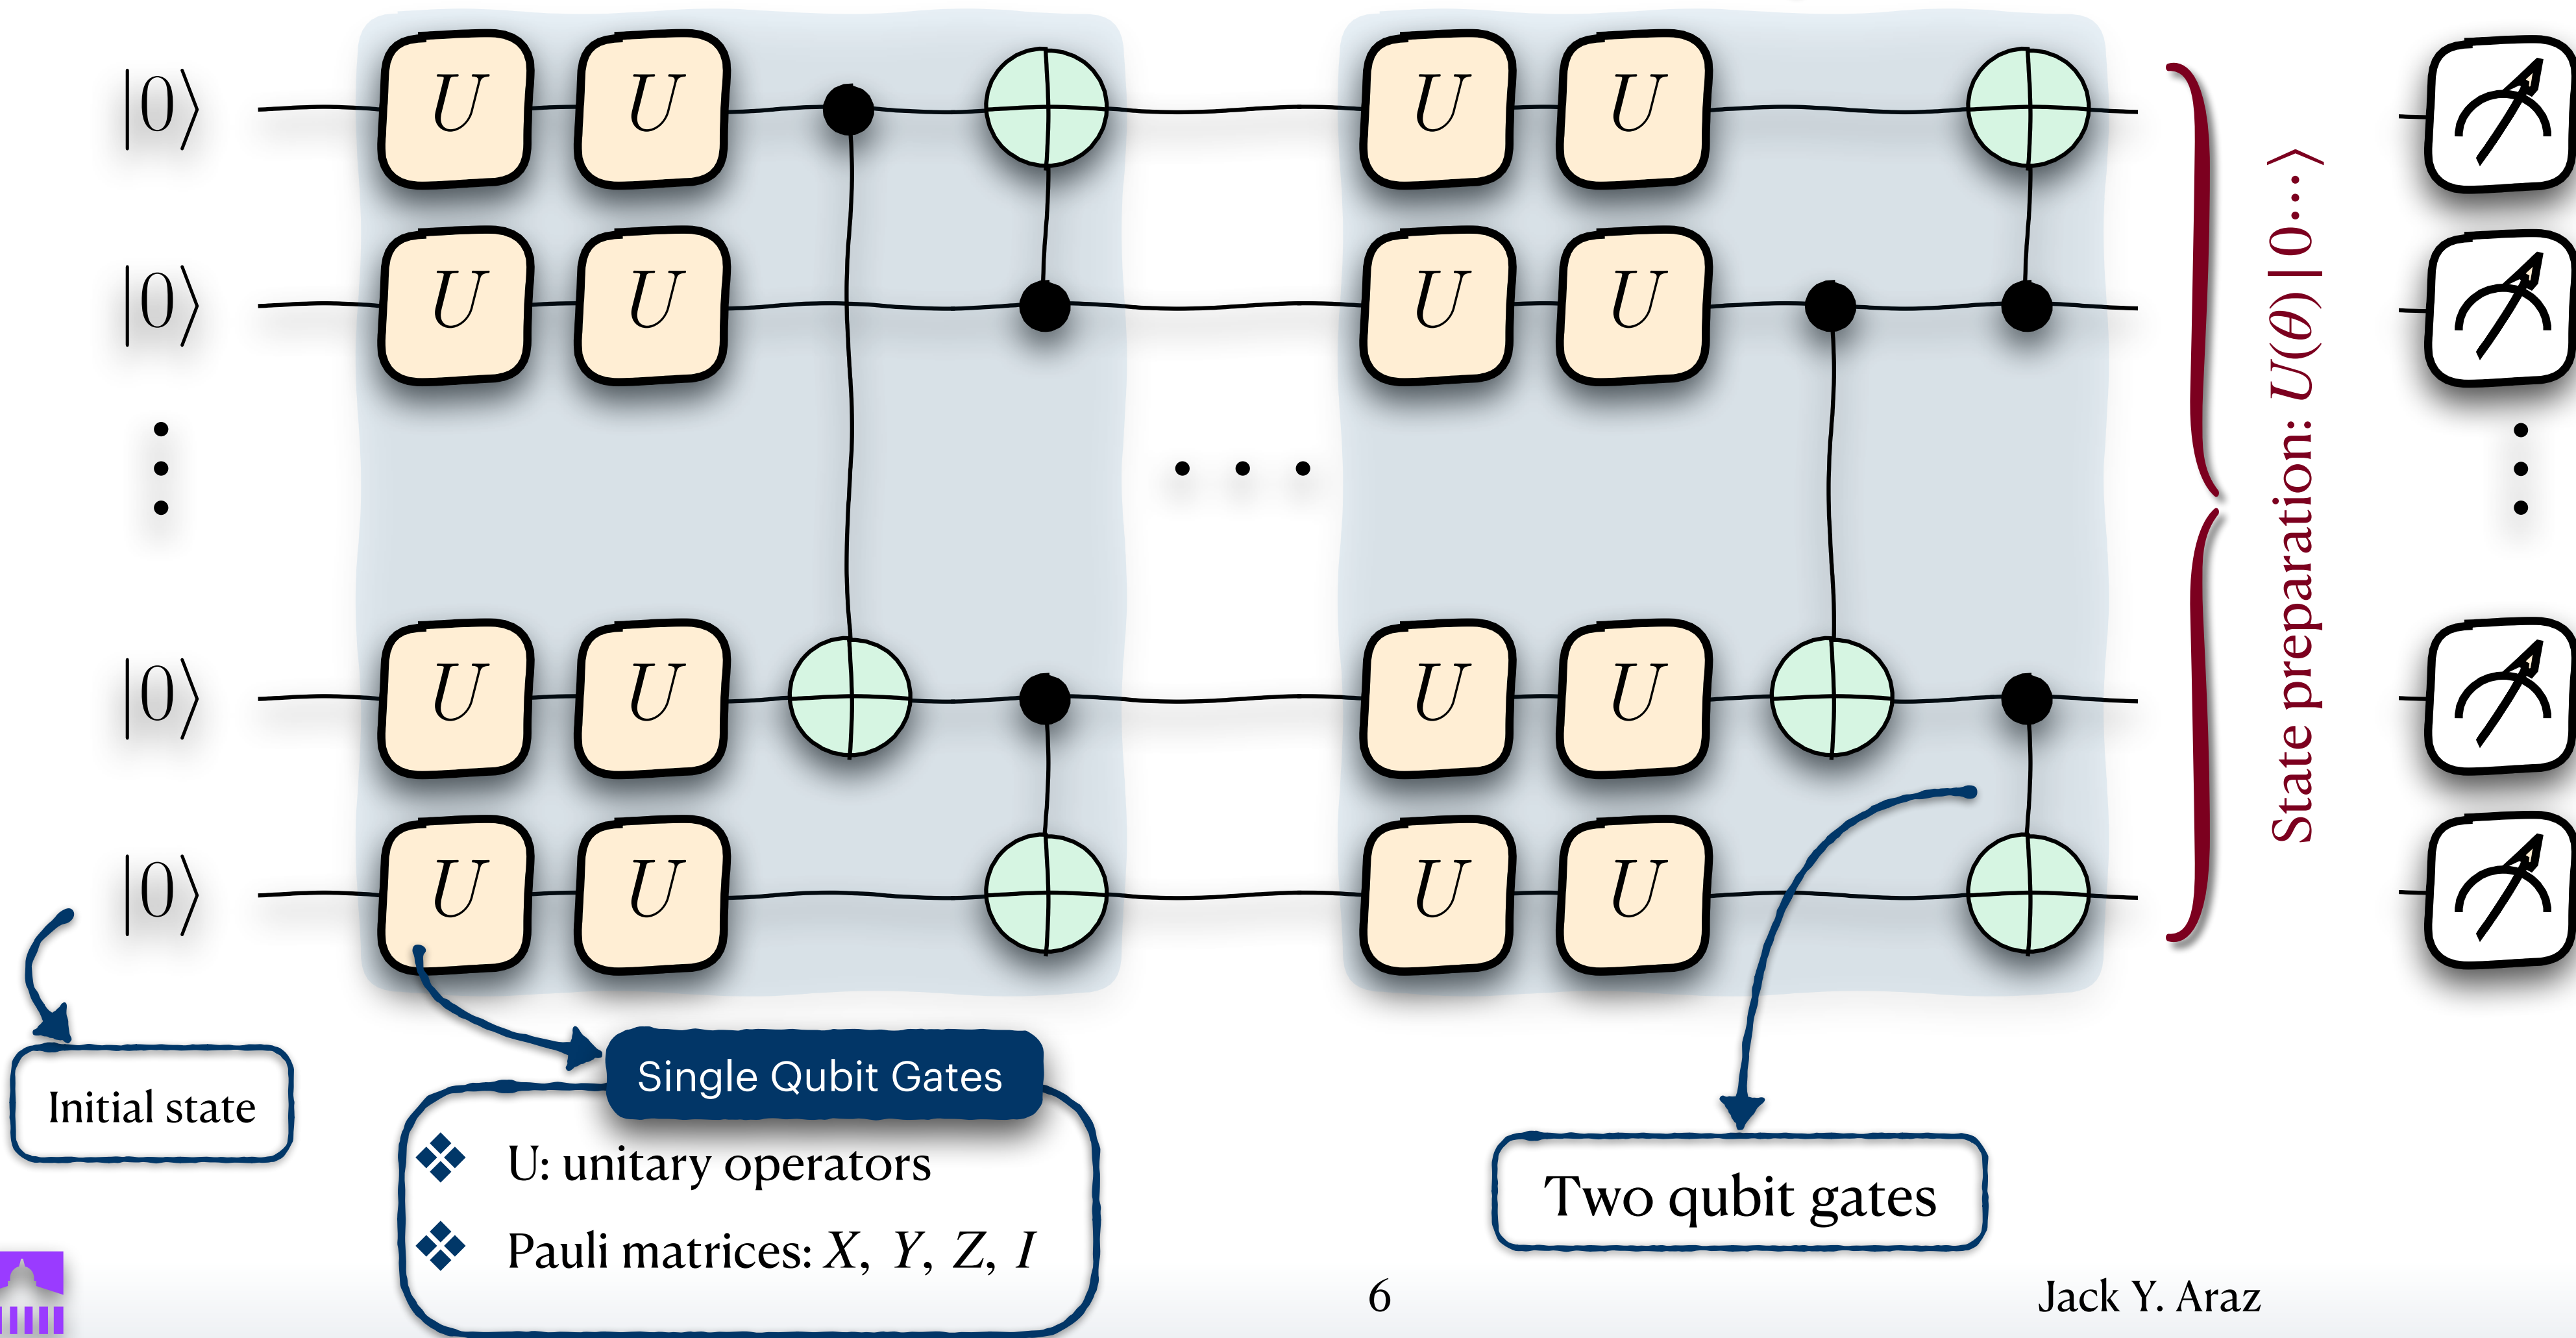 |0⟩ U U U U
|0⟩ U U U U
⋮ · · · ⋮
|0⟩ U U U U
|0⟩ U U U U
State preparation: U(θ) | 0⋯⟩
Initial state
Single Qubit Gates
❖ U: unitary operators
❖ Pauli matrices: X, Y, Z, I
Two qubit gates
6
Jack Y. Araz